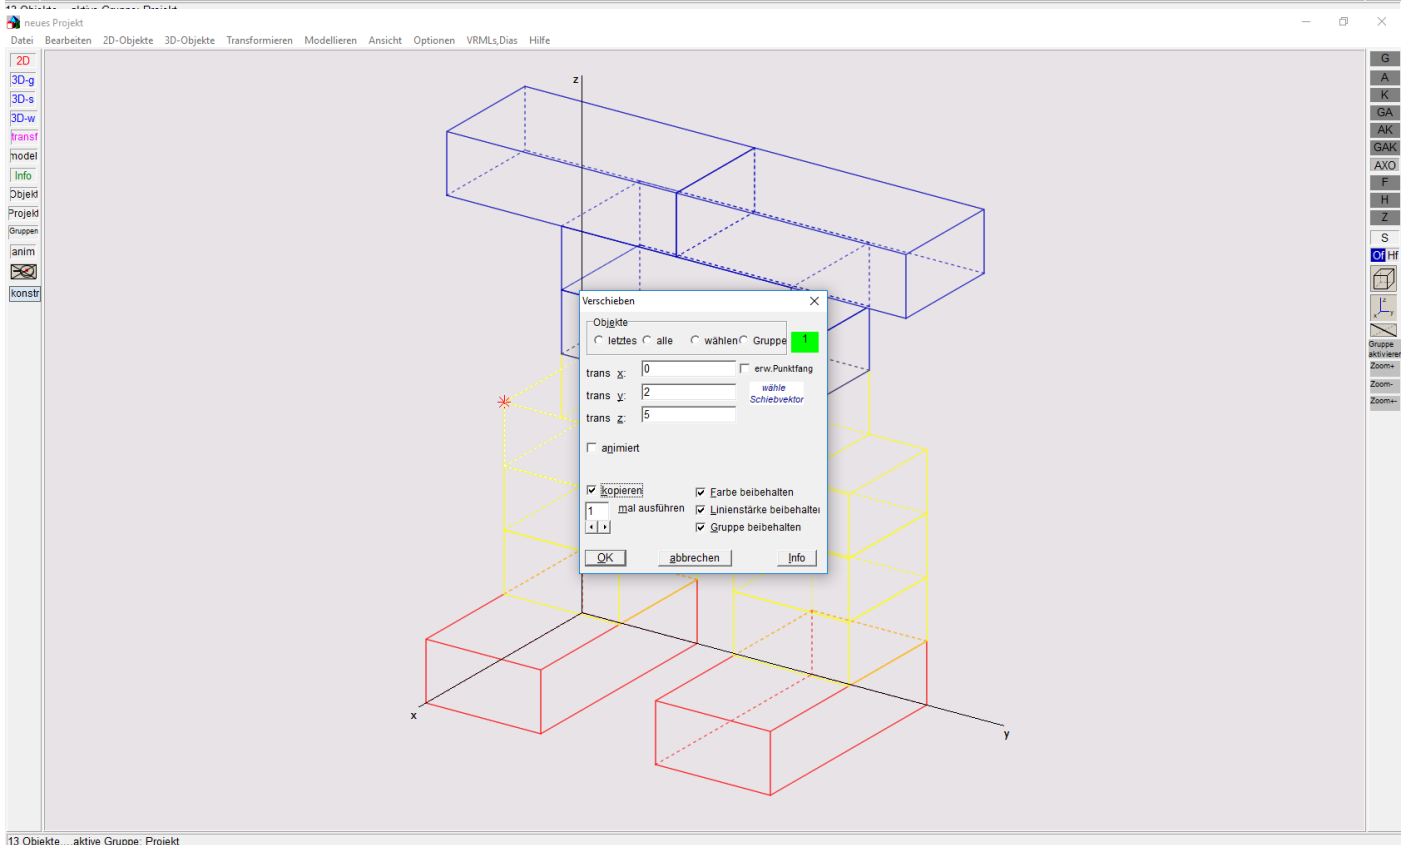 neues Projekt
Datei Bearbeiten 2D-Objekte 3D-Objekte Transformieren Modellieren Ansicht Optionen VRMLs,Dias Hilfe
2D
3D-g
3D-s
3D-w
transf
model
Info
Objekt
Projekt
Gruppen
anim
konstr
z
x
y
Verschieben
Objekte
letztes alle wählen Gruppe 1
trans x: 0 erw.Punktfang
trans y: 2 wähle
Schiebvektor
trans z: 5
animiert
kopieren Farbe beibehalten
1 mal ausführen Linienstärke beibehalten
Gruppe beibehalten
OK abbrechen Info
G
A
K
GA
AK
GAK
AXO
F
H
Z
S
Of Hf
z
x y
Gruppe
aktivieren
Zoom+
Zoom-
Zoom+-
13 Objekte....aktive Gruppe: Projekt